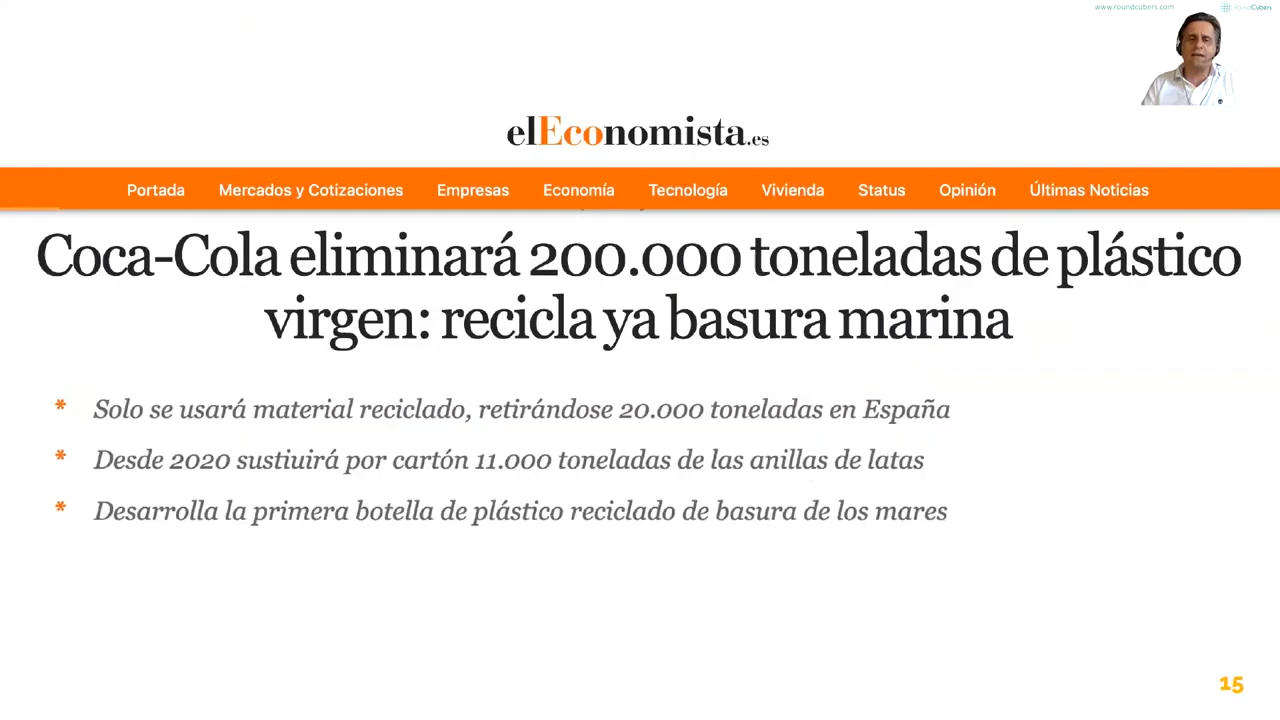 www.roundcubers.com
RoundCubers
elEconomista.es
Portada Mercados y Cotizaciones Empresas Economía Tecnología Vivienda Status Opinión Últimas Noticias
Coca-Cola eliminará 200.000 toneladas de plástico
virgen: recicla ya basura marina
* Solo se usará material reciclado, retirándose 20.000 toneladas en España
* Desde 2020 sustiuirá por cartón 11.000 toneladas de las anillas de latas
* Desarrolla la primera botella de plástico reciclado de basura de los mares
15